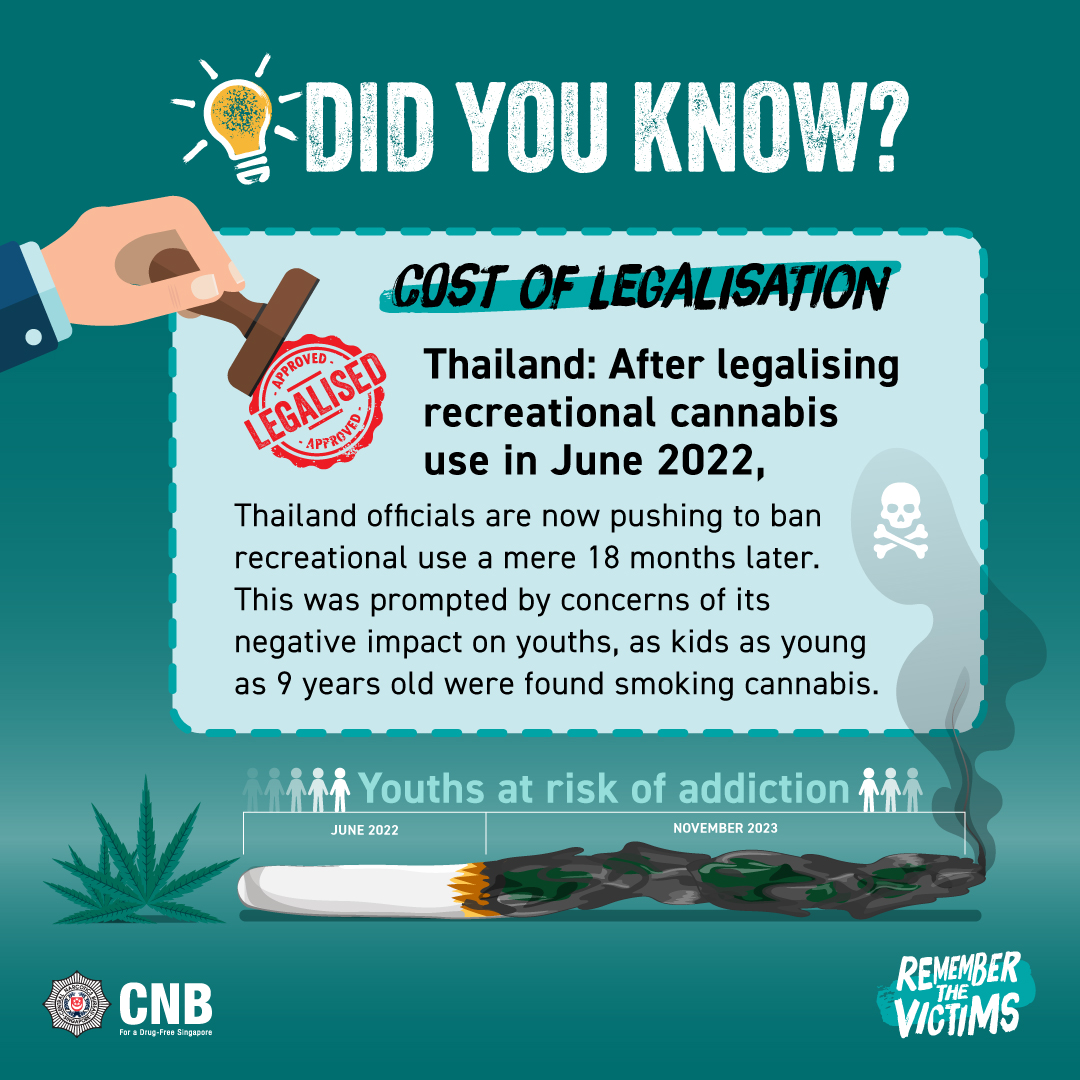 DID YOU KNOW?
COST OF LEGALISATION
- APPROVED -
LEGALISED
- APPROVED -
Thailand: After legalising
recreational cannabis
use in June 2022,
Thailand officials are now pushing to ban
recreational use a mere 18 months later.
This was prompted by concerns of its
negative impact on youths, as kids as young
as 9 years old were found smoking cannabis.
Youths at risk of addiction
JUNE 2022
NOVEMBER 2023
CNB
For a Drug-Free Singapore
REMEMBER
THE
VICTIMS